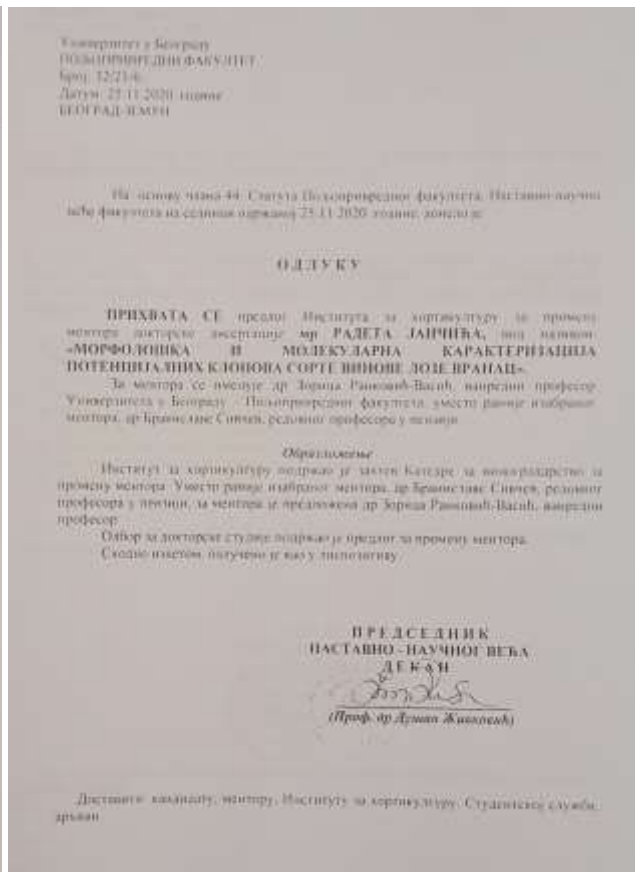 Универзитет у Београду
ПОЉОПРИВРЕДНИ ФАКУЛТЕТ
Број: 32/21-6.
Датум: 25.11.2020. године
БЕОГРАД-ЗЕМУН
На основу члана 44. Статута Пољопривредног факултета, Наставно-научно
веће факултета на седници одржаној 25.11.2020. године, донело је
ОДЛУКУ
ПРИХВАТА СЕ предлог Института за хортикултуру за промену
ментора докторске дисертације мр РАДЕТА ЈАНЧИЋА, под називом:
«МОРФОЛОШКА И МОЛЕКУЛАРНА КАРАКТЕРИЗАЦИЈА
ПОТЕНЦИЈАЛНИХ КЛОНОВА СОРТЕ ВИНОВЕ ЛОЗЕ ВРАНАЦ».
За ментора се именује др Зорица Ранковић-Васић, ванредни професор
Универзитета у Београду - Пољопривредног факултета, уместо раније изабраног
ментора, др Бранислава Сивчев, редовног професора у пензији.
Образложење
Институт за хортикултуру подржао је захтев Катедре за виноградарство за
промену ментора. Уместо раније изабраног ментора, др Бранислава Сивчев, редовног
професора у пензији, за ментора је предложена др Зорица Ранковић-Васић, ванредни
професор.
Одбор за докторске студије подржао је предлог за промену ментора.
Сходно изнетом, одлучено је као у диспозитиву.
ПРЕДСЕДНИК
НАСТАВНО - НАУЧНОГ ВЕЋА
ДЕКАН
(Проф. др Душан Живковић)
Доставити: кандидату, ментору, Институту за хортикултуру, Студентској служби,
архиви